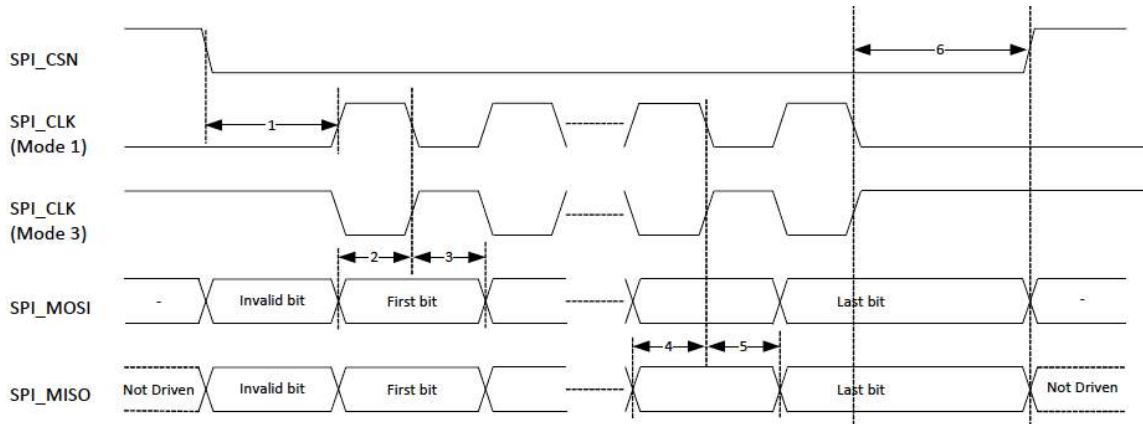 SPI_CSN
6
SPI_CLK
(Mode 1)
1
SPI_CLK
(Mode 3)
2
3
SPI_MOSI
-
Invalid bit
First bit
Last bit
-
4
5
SPI_MISO
Not Driven
Invalid bit
First bit
Last bit
Not Driven